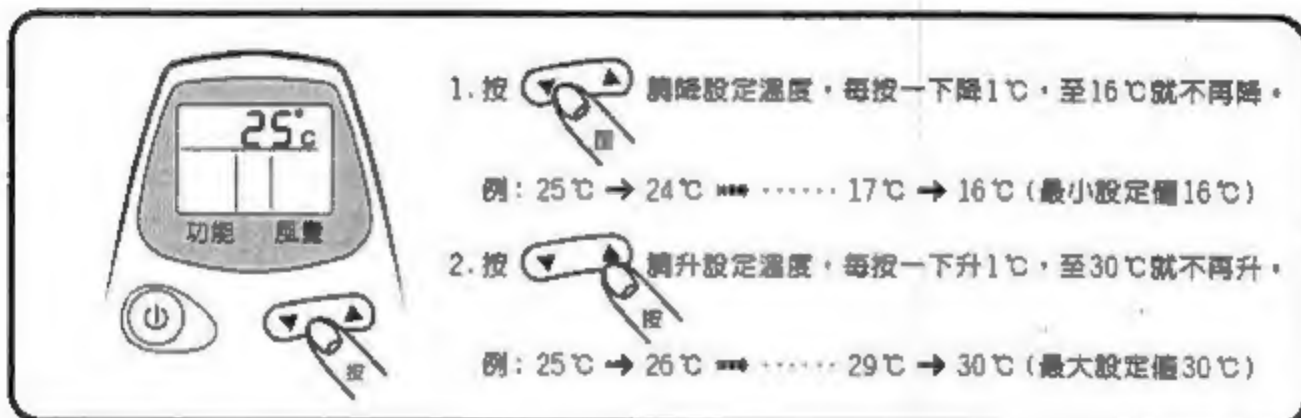 25°c
功能 風量
按
1.按 ▼ ▲ 調降設定溫度，每按一下降1℃，至16℃就不再降。
例：25℃ → 24℃ ➡ ······ 17℃ → 16℃（最小設定值16℃）
2.按 ▼ ▲ 調升設定溫度，每按一下升1℃，至30℃就不再升。
按
例：25℃ → 26℃ ➡ ······ 29℃ → 30℃（最大設定值30℃）